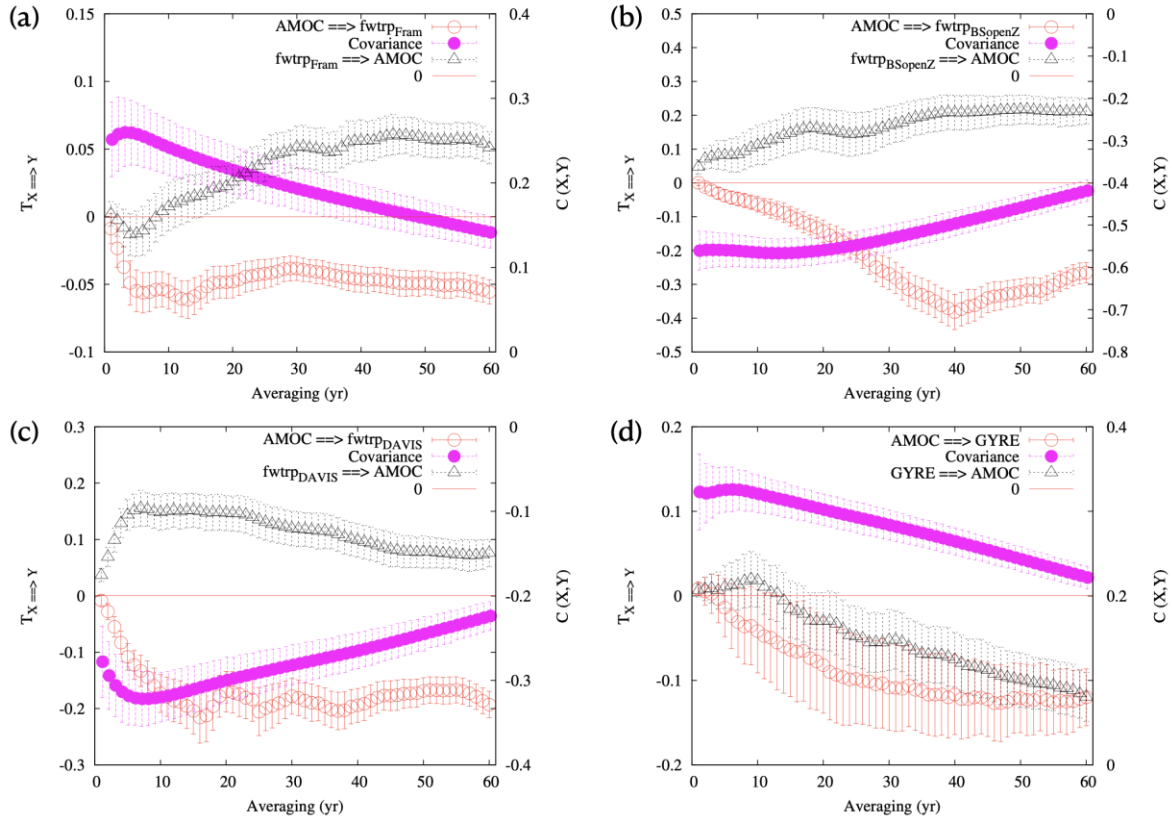 (a)
AMOC ==> fwtrp_Fram
Covariance
fwtrp_Fram ==> AMOC
0
0.15
0.1
0.05
0
-0.05
-0.1
T_X ==> Y
0.4
0.3
0.2
0.1
0
C (X,Y)
0 10 20 30 40 50 60
Averaging (yr)
(b)
AMOC ==> fwtrp_BSopenZ
Covariance
fwtrp_BSopenZ ==> AMOC
0
0.5
0.4
0.3
0.2
0.1
0
-0.1
-0.2
-0.3
-0.4
-0.5
T_X ==> Y
0
-0.1
-0.2
-0.3
-0.4
-0.5
-0.6
-0.7
-0.8
C (X,Y)
0 10 20 30 40 50 60
Averaging (yr)
(c)
AMOC ==> fwtrp_DAVIS
Covariance
fwtrp_DAVIS ==> AMOC
0
0.3
0.2
0.1
0
-0.1
-0.2
-0.3
T_X ==> Y
0
-0.1
-0.2
-0.3
-0.4
C (X,Y)
0 10 20 30 40 50 60
Averaging (yr)
(d)
AMOC ==> GYRE
Covariance
GYRE ==> AMOC
0
0.2
0.1
0
-0.1
-0.2
T_X ==> Y
0.4
0.2
0
C (X,Y)
0 10 20 30 40 50 60
Averaging (yr)